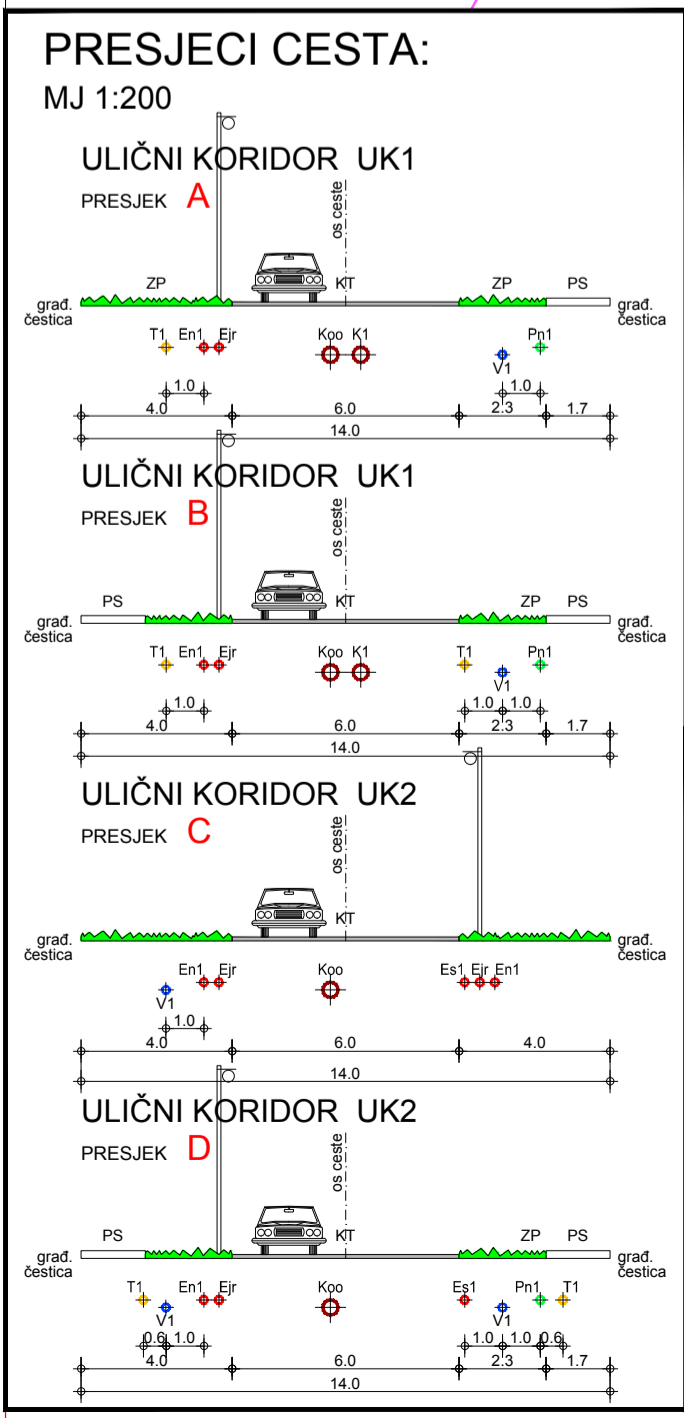 PRESJECI CESTA:
MJ 1:200
ULIČNI KORIDOR UK1
PRESJEK A
os ceste
ZP KT ZP PS
građ. čestica građ. čestica
T1 En1 Ejr Koo K1 V1 Pn1
1.0 1.0
4.0 6.0 2.3 1.7
14.0
ULIČNI KORIDOR UK1
PRESJEK B
os ceste
PS KT ZP PS
građ. čestica građ. čestica
T1 En1 Ejr Koo K1 T1 V1 Pn1
1.0 1.0 1.0
4.0 6.0 2.3 1.7
14.0
ULIČNI KORIDOR UK2
PRESJEK C
os ceste
KT
građ. čestica građ. čestica
V1 En1 Ejr Koo Es1 Ejr En1
1.0
4.0 6.0 4.0
14.0
ULIČNI KORIDOR UK2
PRESJEK D
os ceste
PS KT ZP PS
građ. čestica građ. čestica
T1 V1 En1 Ejr Koo Es1 V1 Pn1 T1
0.6 1.0 1.0 1.0 0.6
4.0 6.0 2.3 1.7
14.0